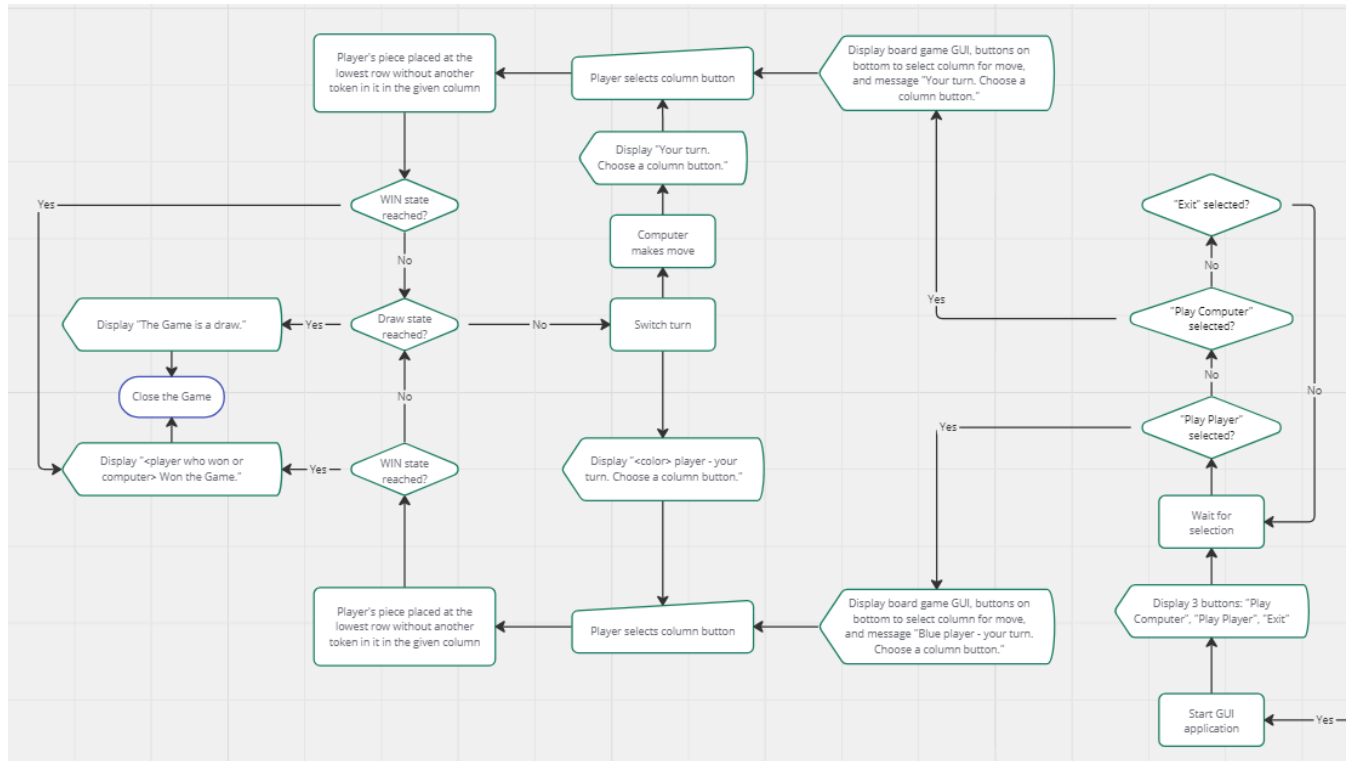 Player's piece placed at the
lowest row without another
token in it in the given column
Player selects column button
Display board game GUI, buttons on
bottom to select column for move,
and message "Your turn. Choose a
column button."
Display "Your turn.
Choose a column button."
Yes
WIN state
reached?
"Exit" selected?
Computer
makes move
No
No
Yes
Display "The Game is a draw."
Yes
Draw state
reached?
No
Switch turn
"Play Computer"
selected?
No
No
Close the Game
No
Yes
"Play Player"
selected?
Display "<player who won or
computer> Won the Game."
Yes
WIN state
reached?
Display "<color> player - your
turn. Choose a column button."
Wait for
selection
Player's piece placed at the
lowest row without another
token in it in the given column
Player selects column button
Display board game GUI, buttons on
bottom to select column for move,
and message "Blue player - your turn.
Choose a column button."
Display 3 buttons: "Play
Computer", "Play Player", "Exit"
Start GUI
application
Yes